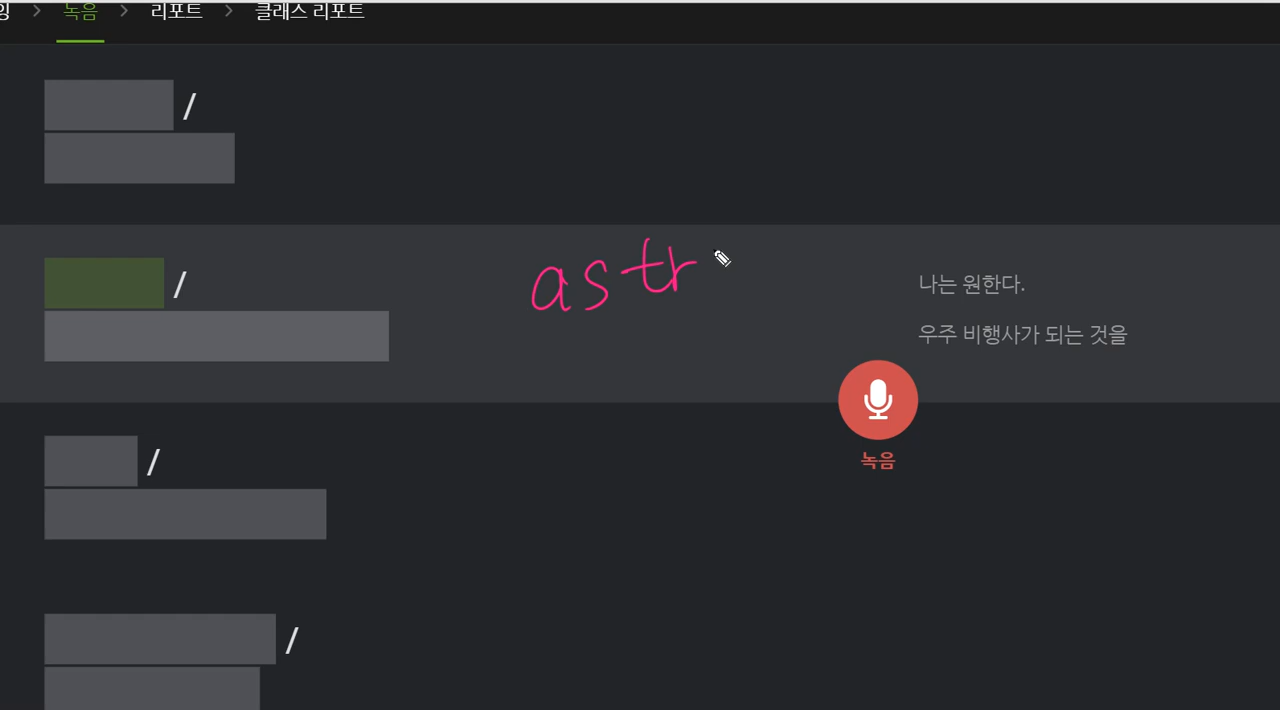 잉 > 녹음 > 리포트 > 클래스 리포트
/
/
astr
나는 원한다.
우주 비행사가 되는 것을
녹음
/
/